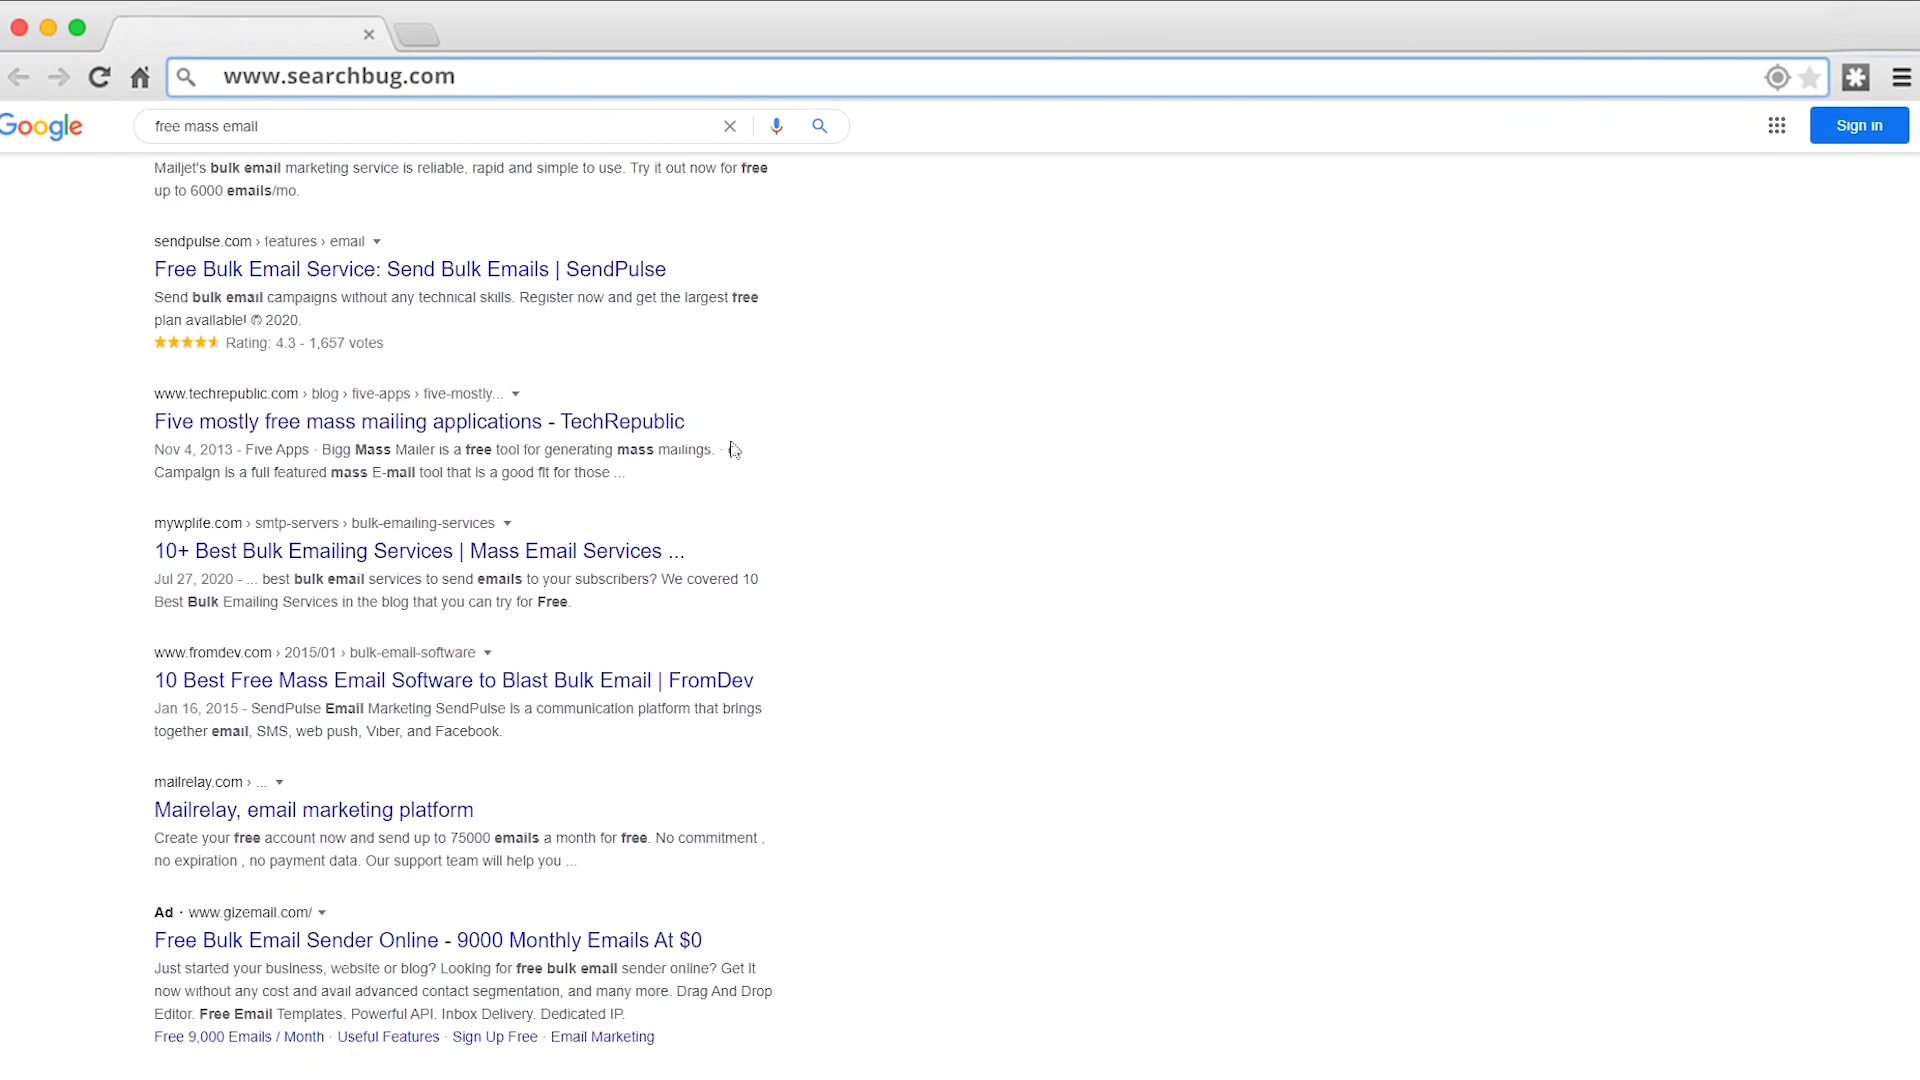 www.searchbug.com
Google
free mass email
Sign in
Mailjet's bulk email marketing service is reliable, rapid and simple to use. Try it out now for free
up to 6000 emails/mo.
sendpulse.com › features › email
Free Bulk Email Service: Send Bulk Emails | SendPulse
Send bulk email campaigns without any technical skills. Register now and get the largest free
plan available! © 2020.
Rating: 4.3 - 1,657 votes
www.techrepublic.com › blog › five-apps › five-mostly...
Five mostly free mass mailing applications - TechRepublic
Nov 4, 2013 - Five Apps · Bigg Mass Mailer is a free tool for generating mass mailings. ·
Campaign is a full featured mass E-mail tool that is a good fit for those ...
mywplife.com › smtp-servers › bulk-emailing-services
10+ Best Bulk Emailing Services | Mass Email Services ...
Jul 27, 2020 - ... best bulk email services to send emails to your subscribers? We covered 10
Best Bulk Emailing Services in the blog that you can try for Free.
www.fromdev.com › 2015/01 › bulk-email-software
10 Best Free Mass Email Software to Blast Bulk Email | FromDev
Jan 16, 2015 - SendPulse Email Marketing SendPulse is a communication platform that brings
together email, SMS, web push, Viber, and Facebook.
mailrelay.com › ...
Mailrelay, email marketing platform
Create your free account now and send up to 75000 emails a month for free. No commitment ,
no expiration , no payment data. Our support team will help you ...
Ad · www.gizemail.com/
Free Bulk Email Sender Online - 9000 Monthly Emails At $0
Just started your business, website or blog? Looking for free bulk email sender online? Get it
now without any cost and avail advanced contact segmentation, and many more. Drag And Drop
Editor. Free Email Templates. Powerful API. Inbox Delivery. Dedicated IP.
Free 9,000 Emails / Month · Useful Features · Sign Up Free · Email Marketing